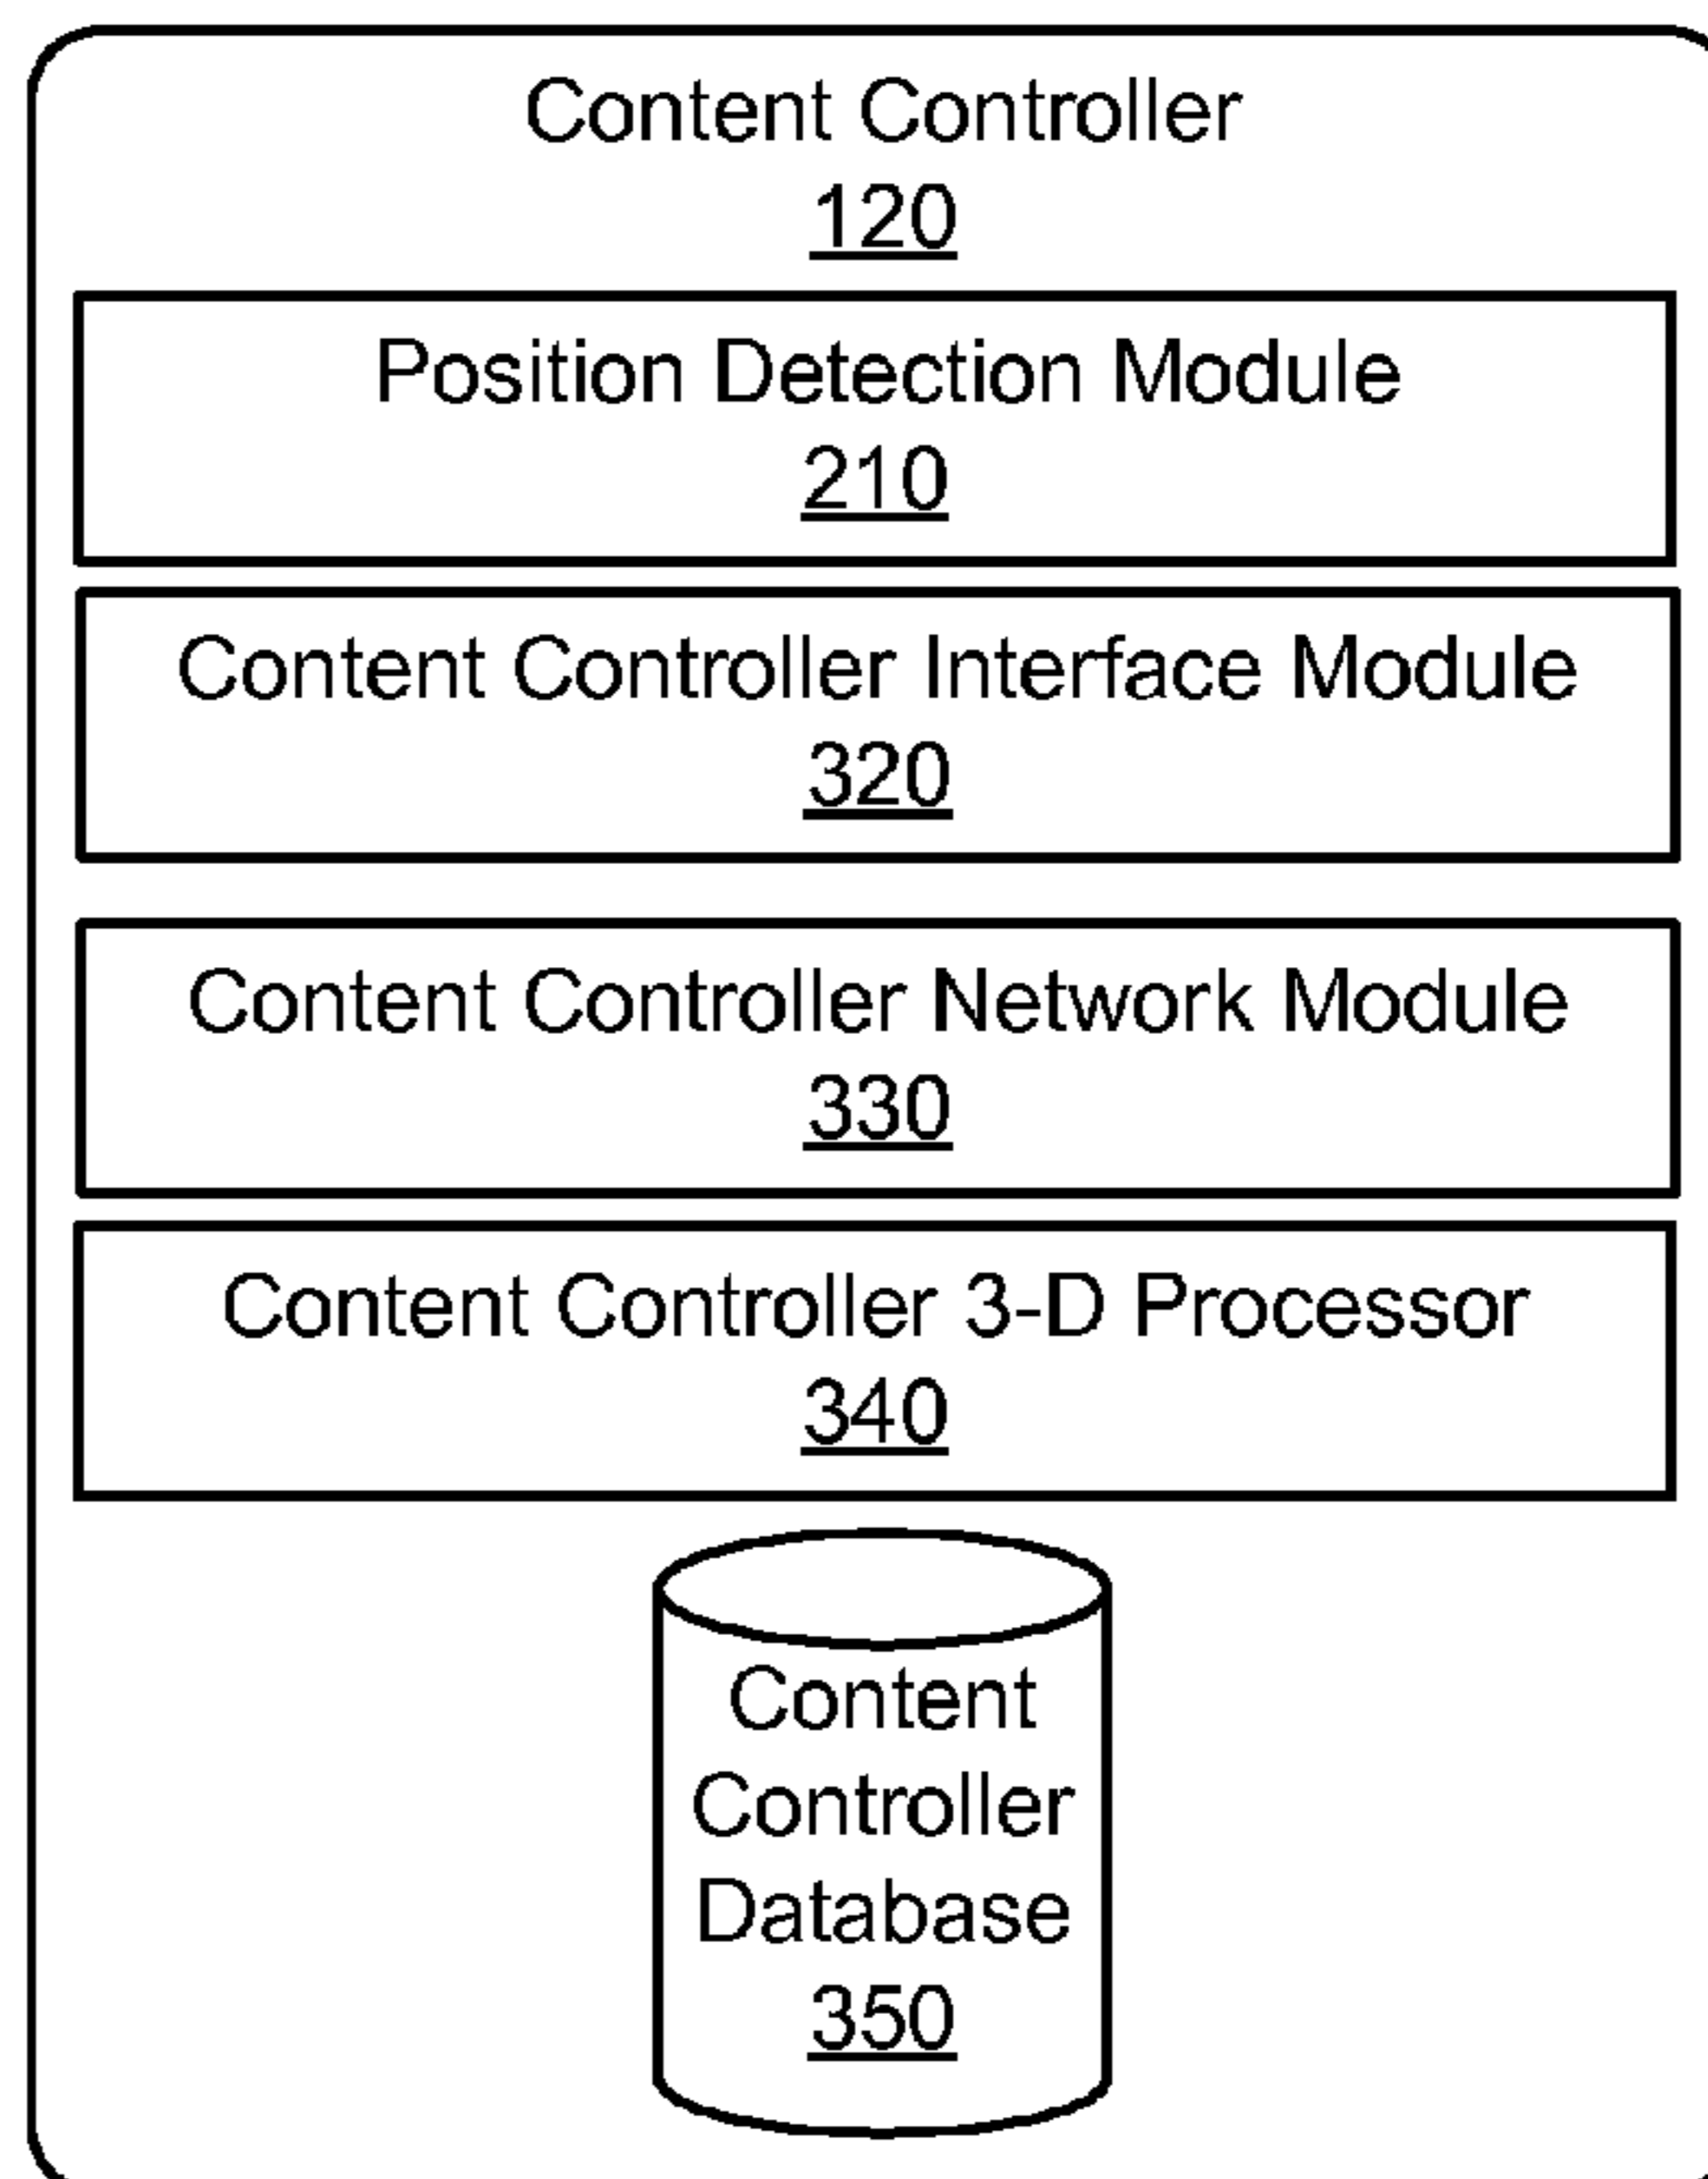 Content Controller
120
Position Detection Module
210
Content Controller Interface Module
320
Content Controller Network Module
330
Content Controller 3-D Processor
340
Content
Controller
Database
350